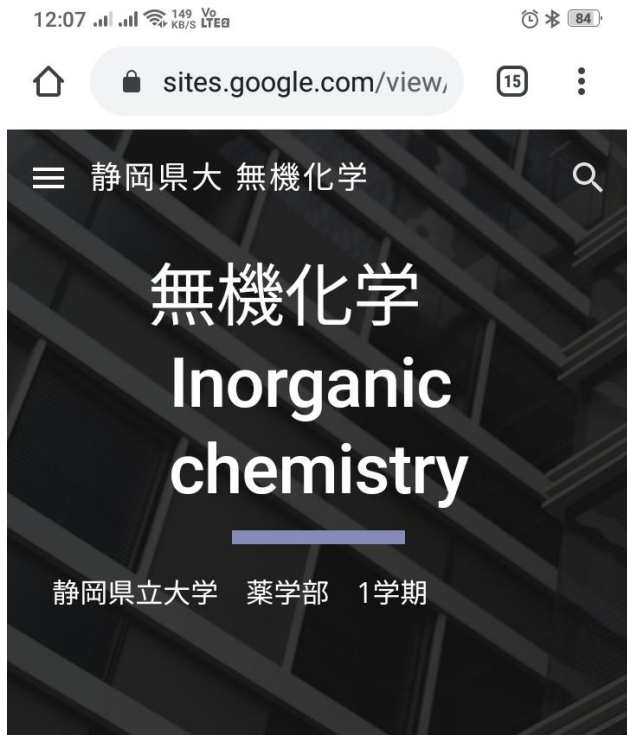 12:07 149 KB/S Vo LTE2 84
sites.google.com/view/ 15
静岡県大 無機化学
無機化学
Inorganic
chemistry
静岡県立大学　薬学部　1学期